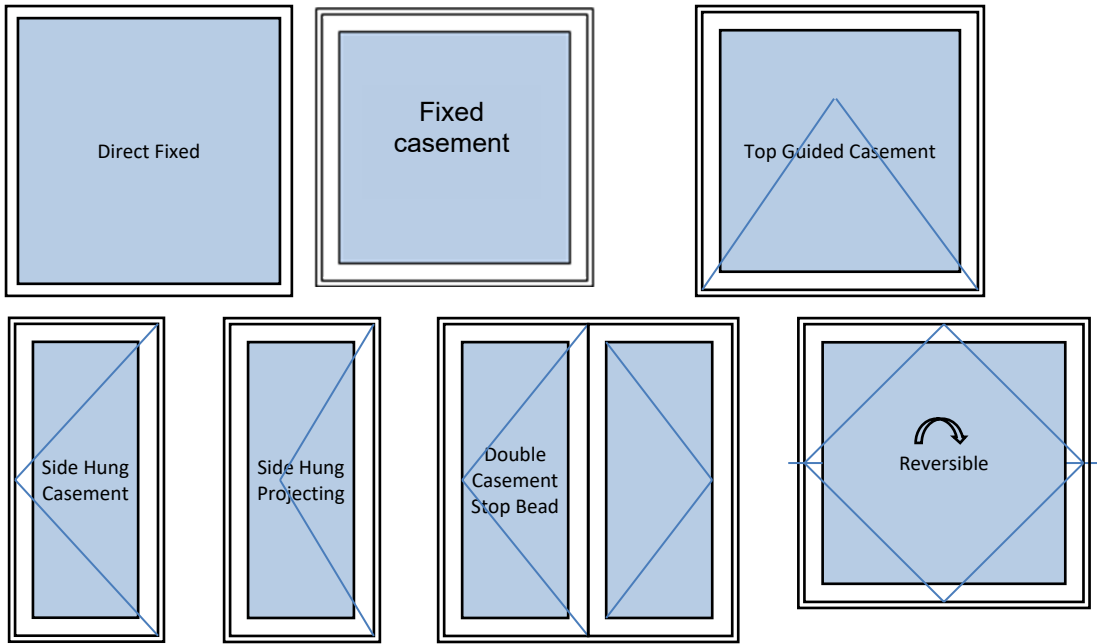 Direct Fixed
Fixed
casement
Top Guided Casement
Side Hung
Casement
Side Hung
Projecting
Double
Casement
Stop Bead
Reversible